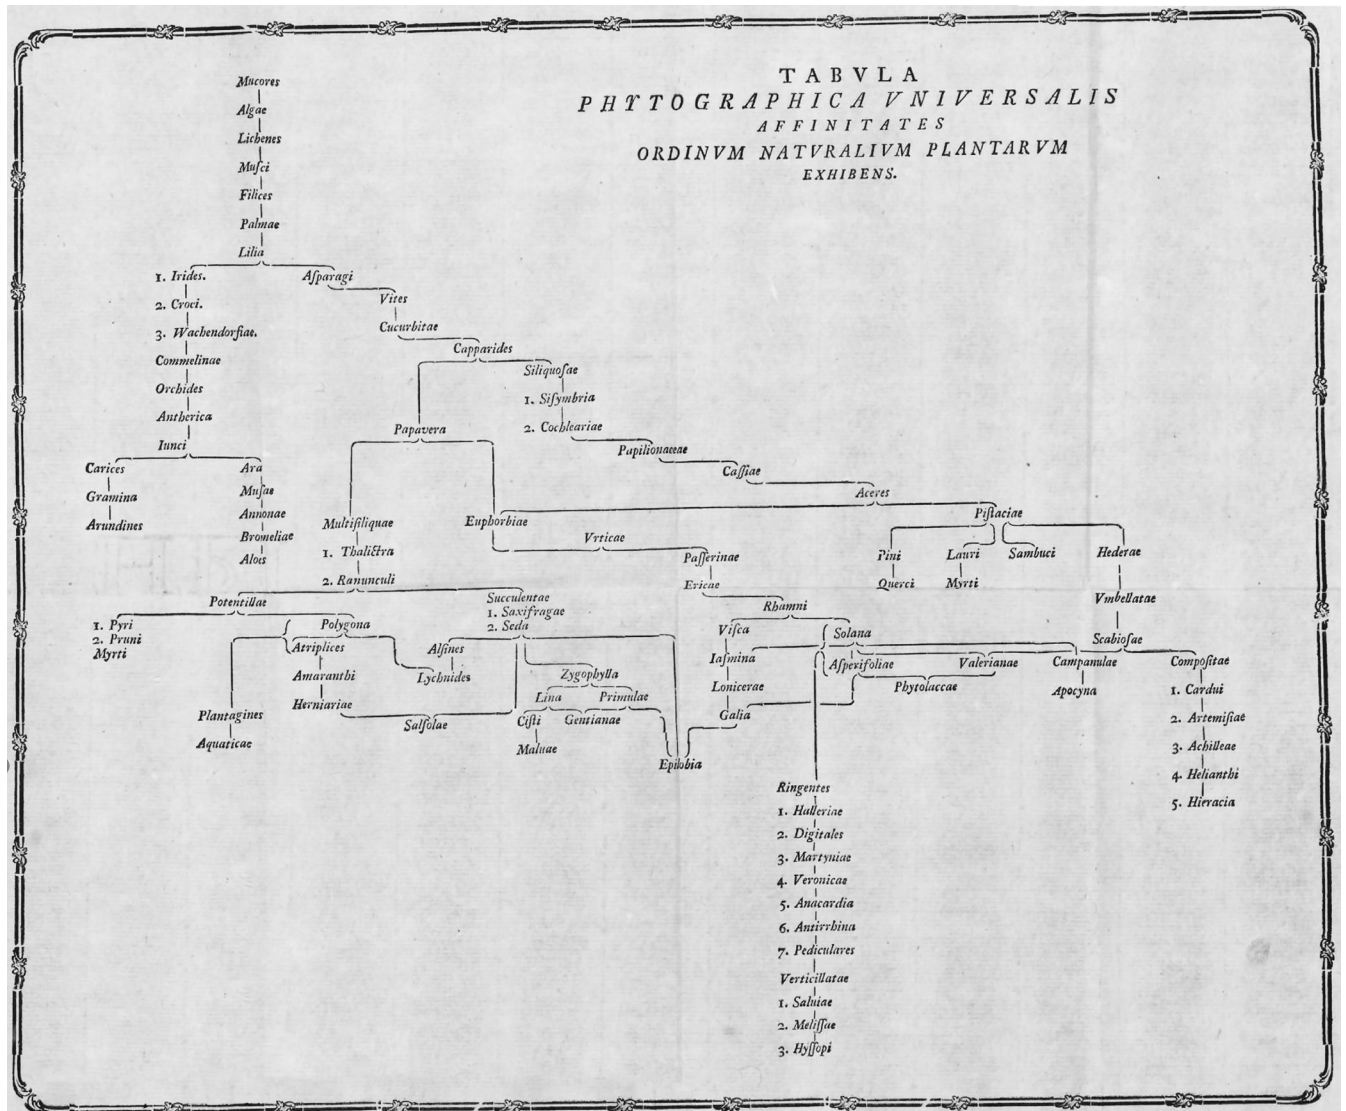 TABVLA
PHYTOGRAPHICA VNIVERSALIS
AFFINITATES
ORDINVM NATVRALIVM PLANTARVM
EXHIBENS.
Mucores
Algae
Lichenes
Muſci
Filices
Palmae
Lilia
1. Irides.
2. Croci.
3. Wachendorfiae.
Commelinae
Orchides
Antherica
Iunci
Carices
Gramina
Arundines
Ara
Muſae
Annonae
Bromeliae
Aloes
Aſparagi
Vites
Cucurbitae
Capparides
Siliquoſae
1. Siſymbria
2. Cochleariae
Papilionaceae
Caſſiae
Aceres
Piſtaciae
Pini
Querci
Lauri
Myrti
Sambuci
Hederae
Vmbellatae
Scabioſae
Compoſitae
1. Cardui
2. Artemiſiae
3. Achilleae
4. Helianthi
5. Hieracia
Campanulae
Apocyna
Papavera
Multiſiliquae
1. Thalictra
2. Ranunculi
Potentillae
1. Pyri
2. Pruni
Myrti
Polygona
Atriplices
Amaranthi
Herniariae
Plantagines
Aquaticae
Succulentae
1. Saxifragae
2. Seda
Alſines
Lychnides
Salſolae
Zygophylla
Lina
Primulae
Ciſti
Gentianae
Maluae
Epilobia
Euphorbiae
Vrticae
Paſſerinae
Ericae
Rhamni
Viſca
Iaſmina
Lonicerae
Galia
Solana
Aſperifoliae
Valerianae
Phytolaccae
Ringentes
1. Halleriae
2. Digitales
3. Martyniae
4. Veronicae
5. Anacardia
6. Antirrhina
7. Pediculares
Verticillatae
1. Saluiae
2. Meliſſae
3. Hyſſopi